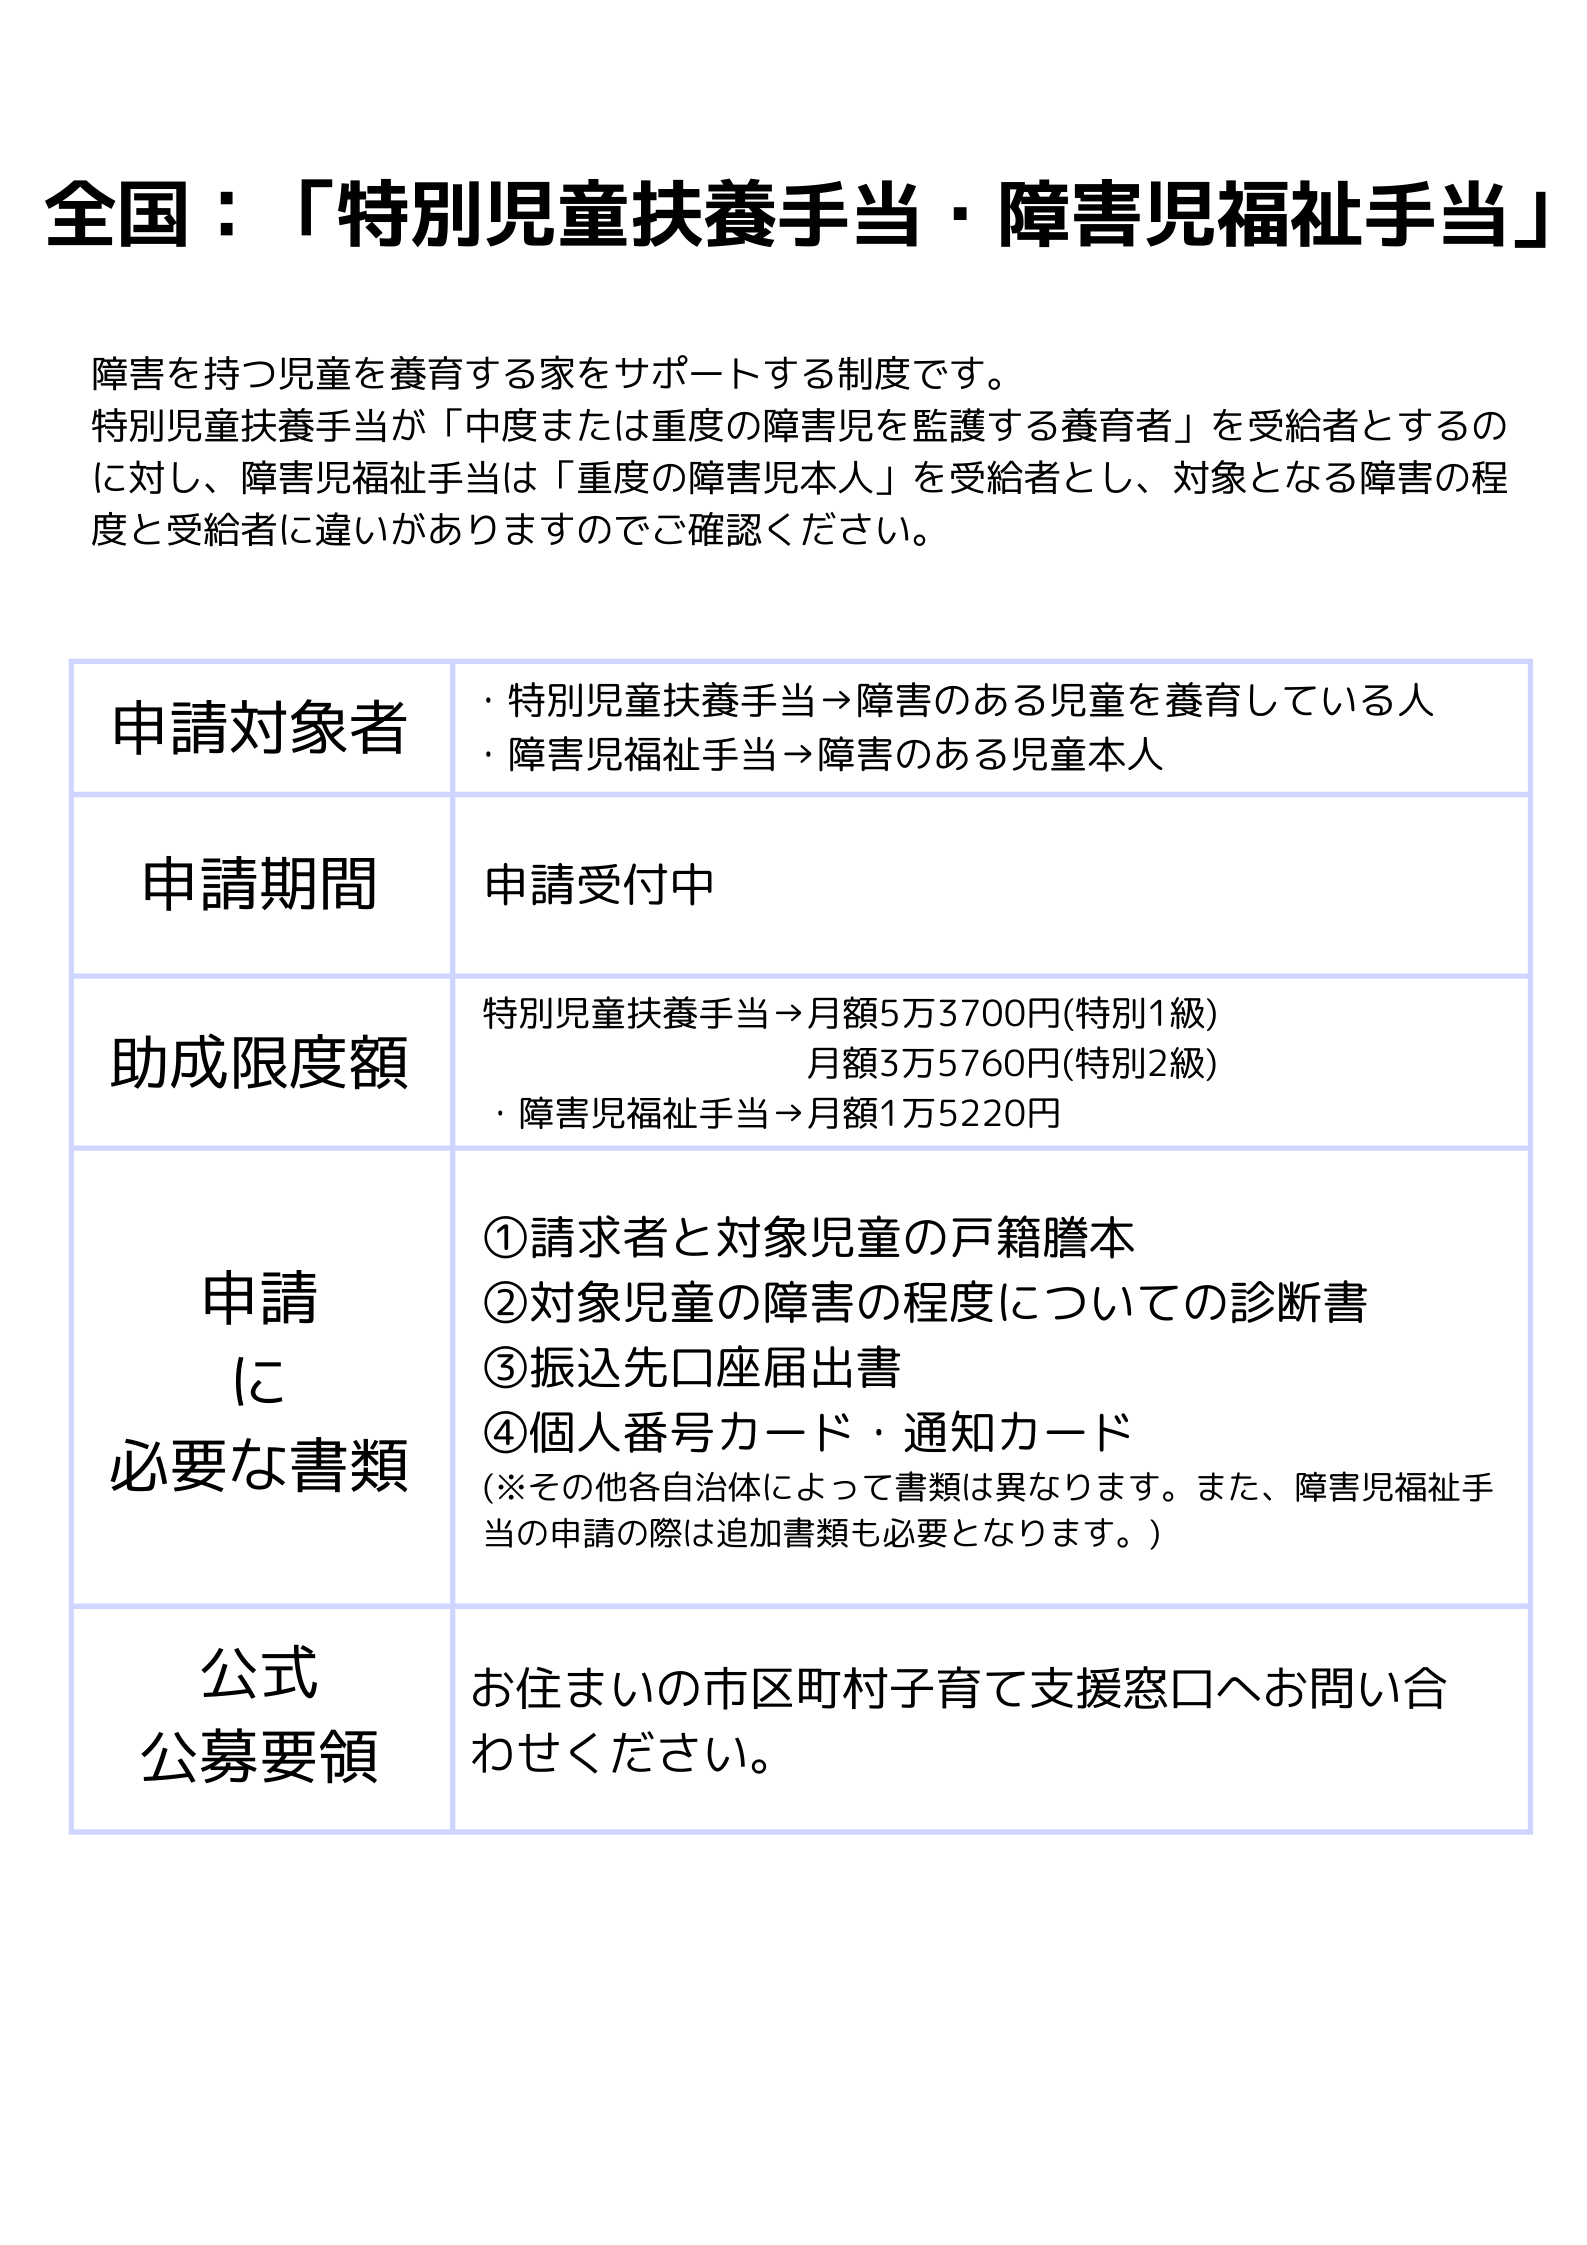 全国：「特別児童扶養手当・障害児福祉手当」
障害を持つ児童を養育する家をサポートする制度です。
特別児童扶養手当が「中度または重度の障害児を監護する養育者」を受給者とするの
に対し、障害児福祉手当は「重度の障害児本人」を受給者とし、対象となる障害の程
度と受給者に違いがありますのでご確認ください。
申請対象者
・特別児童扶養手当→障害のある児童を養育している人
・障害児福祉手当→障害のある児童本人
申請期間
申請受付中
助成限度額
特別児童扶養手当→月額5万3700円(特別1級)
月額3万5760円(特別2級)
・障害児福祉手当→月額1万5220円
申請
に
必要な書類
①請求者と対象児童の戸籍謄本
②対象児童の障害の程度についての診断書
③振込先口座届出書
④個人番号カード・通知カード
(※その他各自治体によって書類は異なります。また、障害児福祉手
当の申請の際は追加書類も必要となります。)
公式
公募要領
お住まいの市区町村子育て支援窓口へお問い合
わせください。